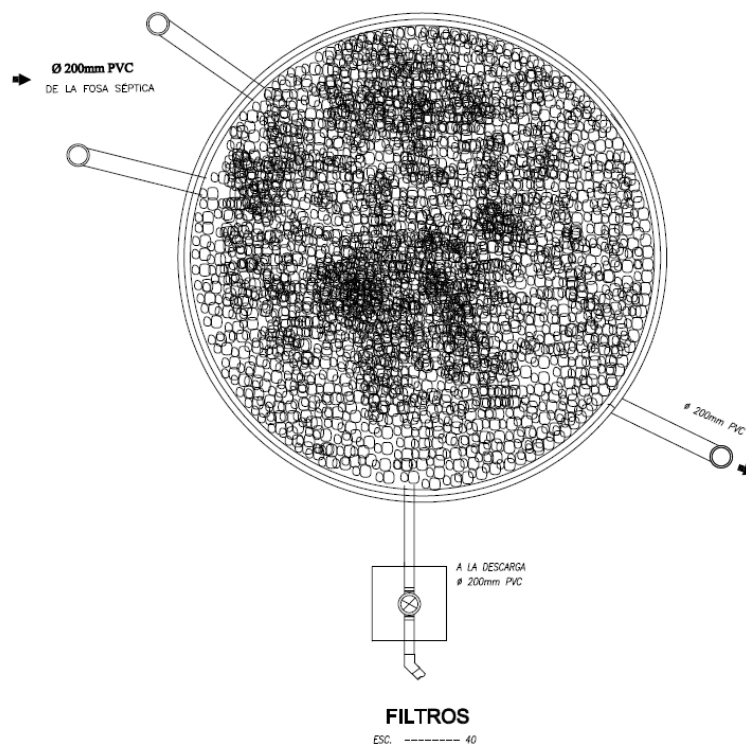 Ø 200mm PVC
DE LA FOSA SÉPTICA
ø 200mm PVC
A LA DESCARGA
ø 200mm PVC
FILTROS
ESC. -------- 40